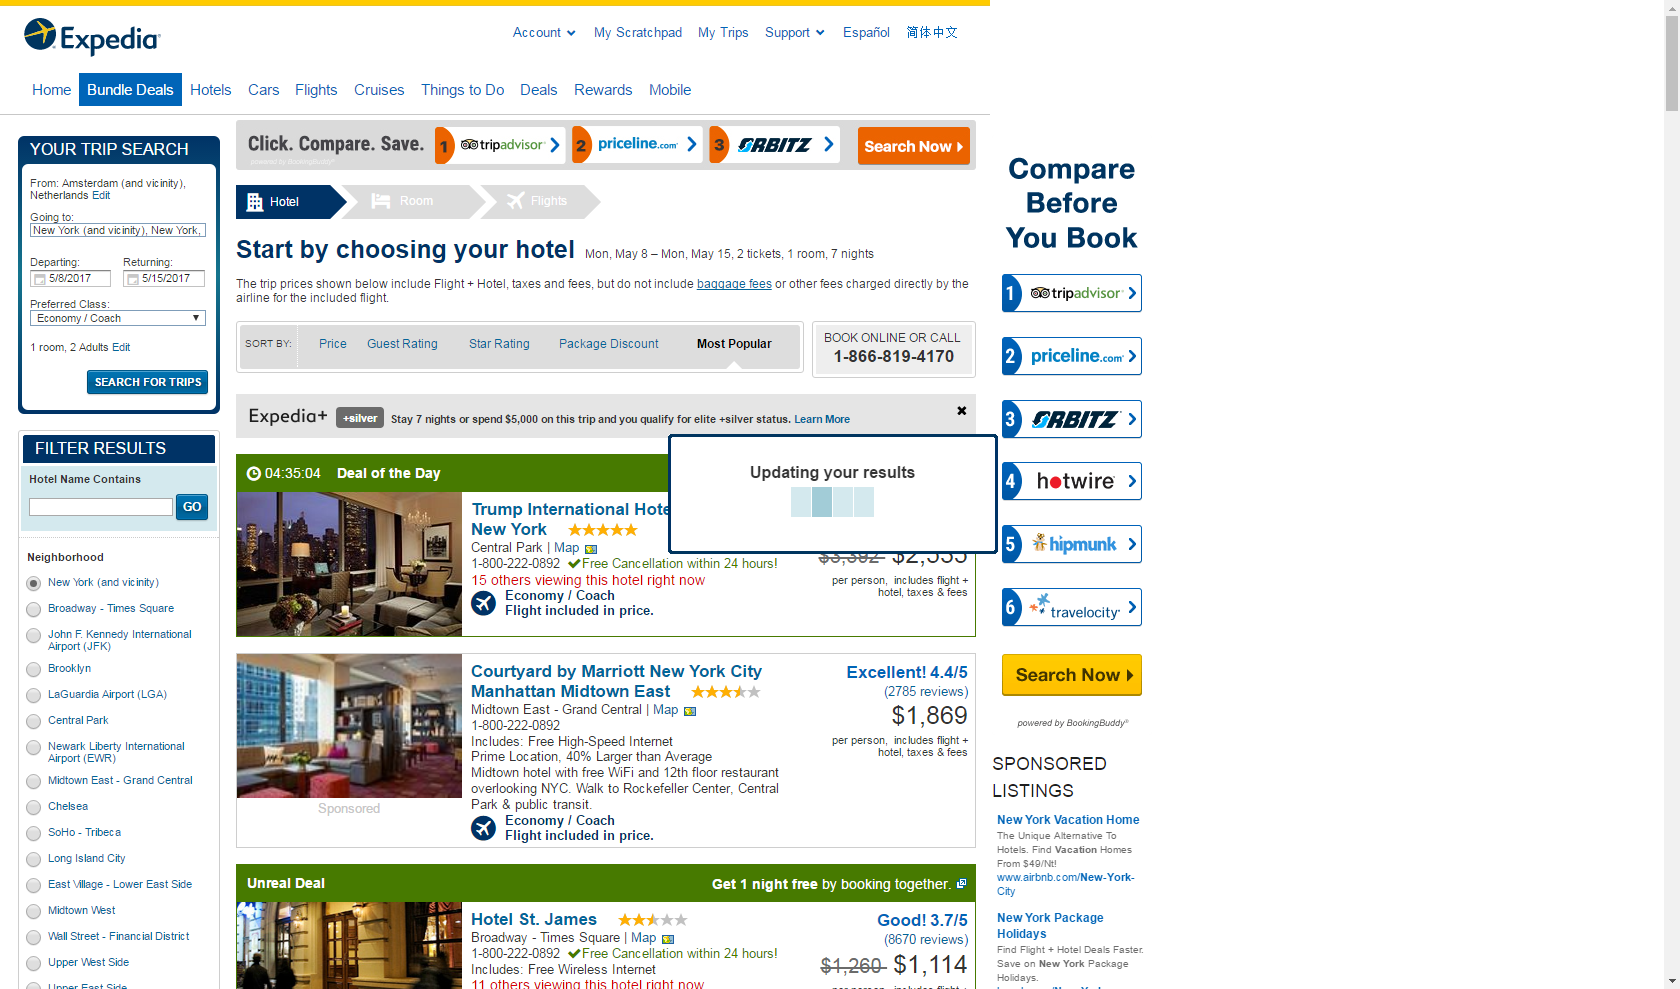 Expedia
Account
My Scratchpad
My Trips
Support
Español
简体中文
Home
Bundle Deals
Hotels
Cars
Flights
Cruises
Things to Do
Deals
Rewards
Mobile
YOUR TRIP SEARCH
From: Amsterdam (and vicinity),
Netherlands Edit
Going to:
New York (and vicinity), New York,
Departing:
Returning:
5/8/2017
5/15/2017
Preferred Class:
Economy / Coach
1 room, 2 Adults Edit
SEARCH FOR TRIPS
FILTER RESULTS
Hotel Name Contains
GO
Neighborhood
New York (and vicinity)
Broadway - Times Square
John F. Kennedy International
Airport (JFK)
Brooklyn
LaGuardia Airport (LGA)
Central Park
Newark Liberty International
Airport (EWR)
Midtown East - Grand Central
Chelsea
SoHo - Tribeca
Long Island City
East Village - Lower East Side
Midtown West
Wall Street - Financial District
Upper West Side
Upper East Side
Click. Compare. Save.
powered by BookingBuddy®
1 tripadvisor
2 priceline.com
3 ORBITZ
Search Now
Hotel
Room
Flights
Start by choosing your hotel Mon, May 8 – Mon, May 15, 2 tickets, 1 room, 7 nights
The trip prices shown below include Flight + Hotel, taxes and fees, but do not include baggage fees or other fees charged directly by the
airline for the included flight.
SORT BY:
Price
Guest Rating
Star Rating
Package Discount
Most Popular
BOOK ONLINE OR CALL
1-866-819-4170
Expedia+ +silver Stay 7 nights or spend $5,000 on this trip and you qualify for elite +silver status. Learn More
Updating your results
04:35:04 Deal of the Day
Trump International Hote
New York
Central Park | Map
1-800-222-0892 Free Cancellation within 24 hours!
15 others viewing this hotel right now
Economy / Coach
Flight included in price.
$3,392 $2,535
per person, includes flight +
hotel, taxes & fees
Courtyard by Marriott New York City
Manhattan Midtown East
Midtown East - Grand Central | Map
1-800-222-0892
Includes: Free High-Speed Internet
Prime Location, 40% Larger than Average
Midtown hotel with free WiFi and 12th floor restaurant
overlooking NYC. Walk to Rockefeller Center, Central
Park & public transit.
Economy / Coach
Flight included in price.
Sponsored
Excellent! 4.4/5
(2785 reviews)
$1,869
per person, includes flight +
hotel, taxes & fees
Unreal Deal
Get 1 night free by booking together.
Hotel St. James
Broadway - Times Square | Map
1-800-222-0892 Free Cancellation within 24 hours!
Includes: Free Wireless Internet
11 others viewing this hotel right now
Good! 3.7/5
(8670 reviews)
$1,260 $1,114
per person, includes flight +
Compare
Before
You Book
1 tripadvisor
2 priceline.com
3 ORBITZ
4 hotwire
5 hipmunk
6 travelocity
Search Now
powered by BookingBuddy®
SPONSORED
LISTINGS
New York Vacation Home
The Unique Alternative To
Hotels. Find Vacation Homes
From $49/Nt!
www.airbnb.com/New-York-
City
New York Package
Holidays
Find Flight + Hotel Deals Faster.
Save on New York Package
Holidays.